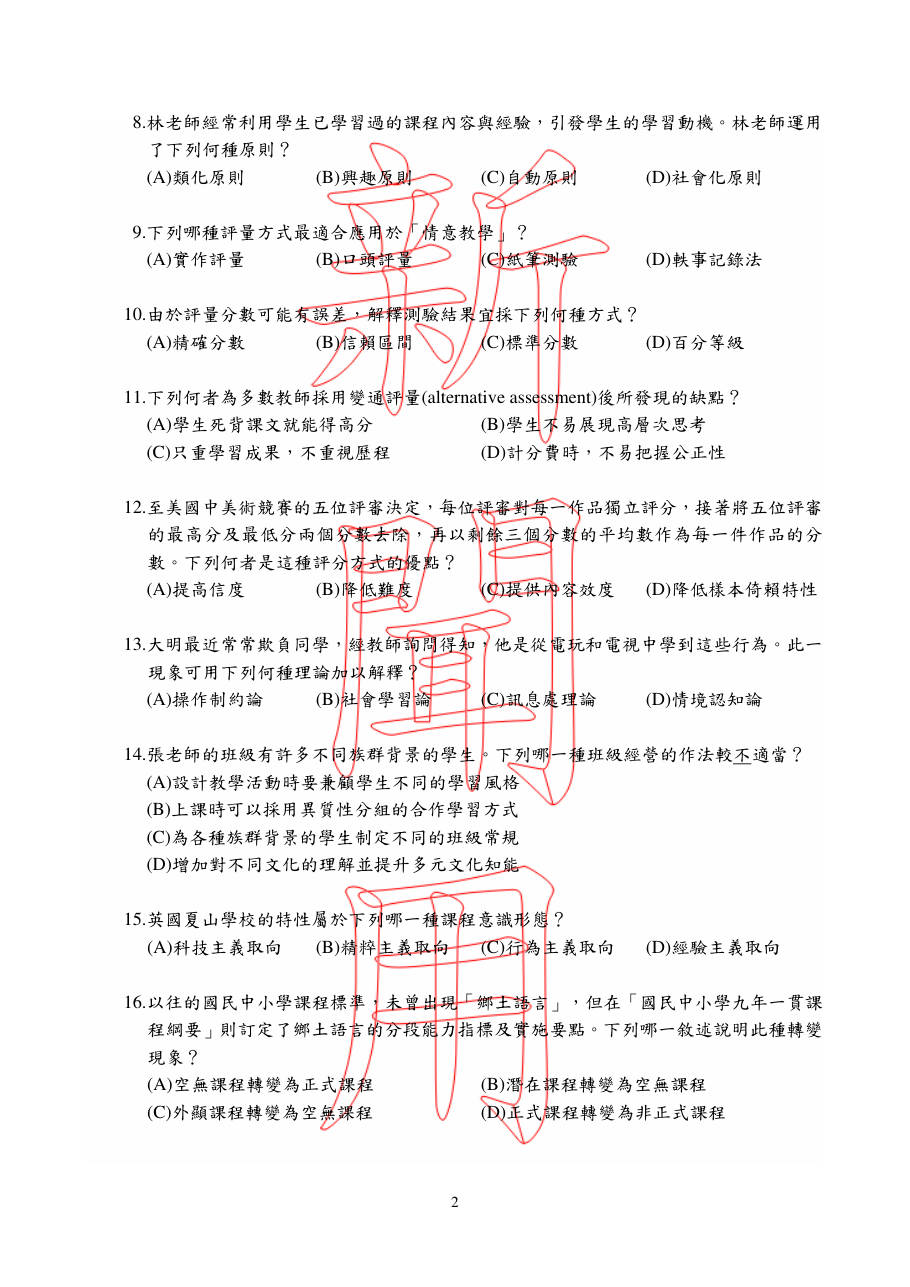 8.林老師經常利用學生已學習過的課程內容與經驗，引發學生的學習動機。林老師運用
了下列何種原則？
(A)類化原則 (B)興趣原則 (C)自動原則 (D)社會化原則
9.下列哪種評量方式最適合應用於「情意教學」？
(A)實作評量 (B)口頭評量 (C)紙筆測驗 (D)軼事記錄法
10.由於評量分數可能有誤差，解釋測驗結果宜採下列何種方式？
(A)精確分數 (B)信賴區間 (C)標準分數 (D)百分等級
11.下列何者為多數教師採用變通評量(alternative assessment)後所發現的缺點？
(A)學生死背課文就能得高分 (B)學生不易展現高層次思考
(C)只重學習成果，不重視歷程 (D)計分費時，不易把握公正性
12.至美國中美術競賽的五位評審決定，每位評審對每一作品獨立評分，接著將五位評審
的最高分及最低分兩個分數去除，再以剩餘三個分數的平均數作為每一件作品的分
數。下列何者是這種評分方式的優點？
(A)提高信度 (B)降低難度 (C)提供內容效度 (D)降低樣本倚賴特性
13.大明最近常常欺負同學，經教師詢問得知，他是從電玩和電視中學到這些行為。此一
現象可用下列何種理論加以解釋？
(A)操作制約論 (B)社會學習論 (C)訊息處理論 (D)情境認知論
14.張老師的班級有許多不同族群背景的學生。下列哪一種班級經營的作法較不適當？
(A)設計教學活動時要兼顧學生不同的學習風格
(B)上課時可以採用異質性分組的合作學習方式
(C)為各種族群背景的學生制定不同的班級常規
(D)增加對不同文化的理解並提升多元文化知能
15.英國夏山學校的特性屬於下列哪一種課程意識形態？
(A)科技主義取向 (B)精粹主義取向 (C)行為主義取向 (D)經驗主義取向
16.以往的國民中小學課程標準，未曾出現「鄉土語言」，但在「國民中小學九年一貫課
程綱要」則訂定了鄉土語言的分段能力指標及實施要點。下列哪一敘述說明此種轉變
現象？
(A)空無課程轉變為正式課程 (B)潛在課程轉變為空無課程
(C)外顯課程轉變為空無課程 (D)正式課程轉變為非正式課程
新聞用
2